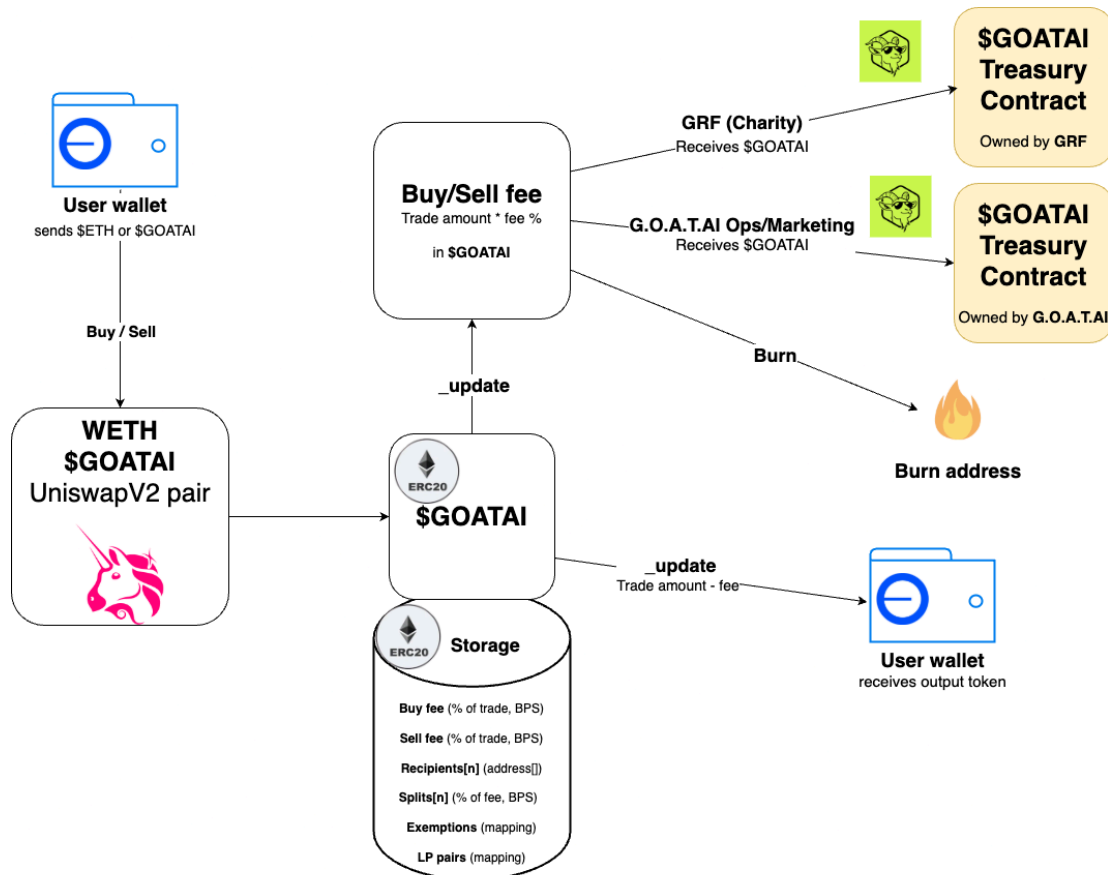 User wallet
sends $ETH or $GOATAI
Buy / Sell
WETH
$GOATAI
UniswapV2 pair
Buy/Sell fee
Trade amount * fee %
in $GOATAI
_update
ERC20
$GOATAI
ERC20
Storage
Buy fee (% of trade, BPS)
Sell fee (% of trade, BPS)
Recipients[n] (address[])
Splits[n] (% of fee, BPS)
Exemptions (mapping)
LP pairs (mapping)
GRF (Charity)
Receives $GOATAI
$GOATAI
Treasury
Contract
Owned by GRF
G.O.A.T.AI Ops/Marketing
Receives $GOATAI
$GOATAI
Treasury
Contract
Owned by G.O.A.T.AI
Burn
Burn address
_update
Trade amount - fee
User wallet
receives output token